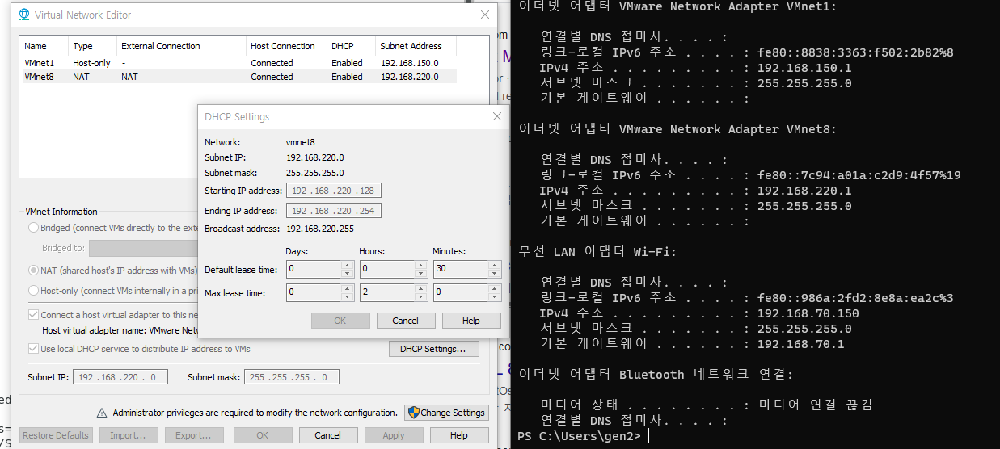 Virtual Network Editor
Name Type External Connection Host Connection DHCP Subnet Address
VMnet1 Host-only - Connected Enabled 192.168.150.0
VMnet8 NAT NAT Connected Enabled 192.168.220.0
DHCP Settings
Network: vmnet8
Subnet IP: 192.168.220.0
Subnet mask: 255.255.255.0
Starting IP address: 192 .168 .220 .128
Ending IP address: 192 .168 .220 .254
Broadcast address: 192.168.220.255
Days: Hours: Minutes:
Default lease time: 0 0 30
Max lease time: 0 2 0
OK Cancel Help
VMnet Information
Bridged (connect VMs directly to the
Bridged to:
NAT (shared host's IP address with VMs)
Host-only (connect VMs internally in a
Connect a host virtual adapter to this
Host virtual adapter name: VMware
Use local DHCP service to distribute IP address to VMs
DHCP Settings...
Subnet IP: 192 .168 .220 . 0 Subnet mask: 255 .255 .255 . 0
Administrator privileges are required to modify the network configuration. Change Settings
Restore Defaults Import... Export... OK Cancel Apply Help
이더넷 어댑터 VMware Network Adapter VMnet1:
연결별 DNS 접미사. . . . :
링크-로컬 IPv6 주소 . . . . : fe80::8838:3363:f502:2b82%8
IPv4 주소 . . . . . . . . . : 192.168.150.1
서브넷 마스크 . . . . . . . : 255.255.255.0
기본 게이트웨이 . . . . . . :
이더넷 어댑터 VMware Network Adapter VMnet8:
연결별 DNS 접미사. . . . :
링크-로컬 IPv6 주소 . . . . : fe80::7c94:a01a:c2d9:4f57%19
IPv4 주소 . . . . . . . . . : 192.168.220.1
서브넷 마스크 . . . . . . . : 255.255.255.0
기본 게이트웨이 . . . . . . :
무선 LAN 어댑터 Wi-Fi:
연결별 DNS 접미사. . . . :
링크-로컬 IPv6 주소 . . . . : fe80::986a:2fd2:8e8a:ea2c%3
IPv4 주소 . . . . . . . . . : 192.168.70.150
서브넷 마스크 . . . . . . . : 255.255.255.0
기본 게이트웨이 . . . . . . : 192.168.70.1
이더넷 어댑터 Bluetooth 네트워크 연결:
미디어 상태 . . . . . . . . : 미디어 연결 끊김
연결별 DNS 접미사. . . . :
PS C:\Users\gen2>